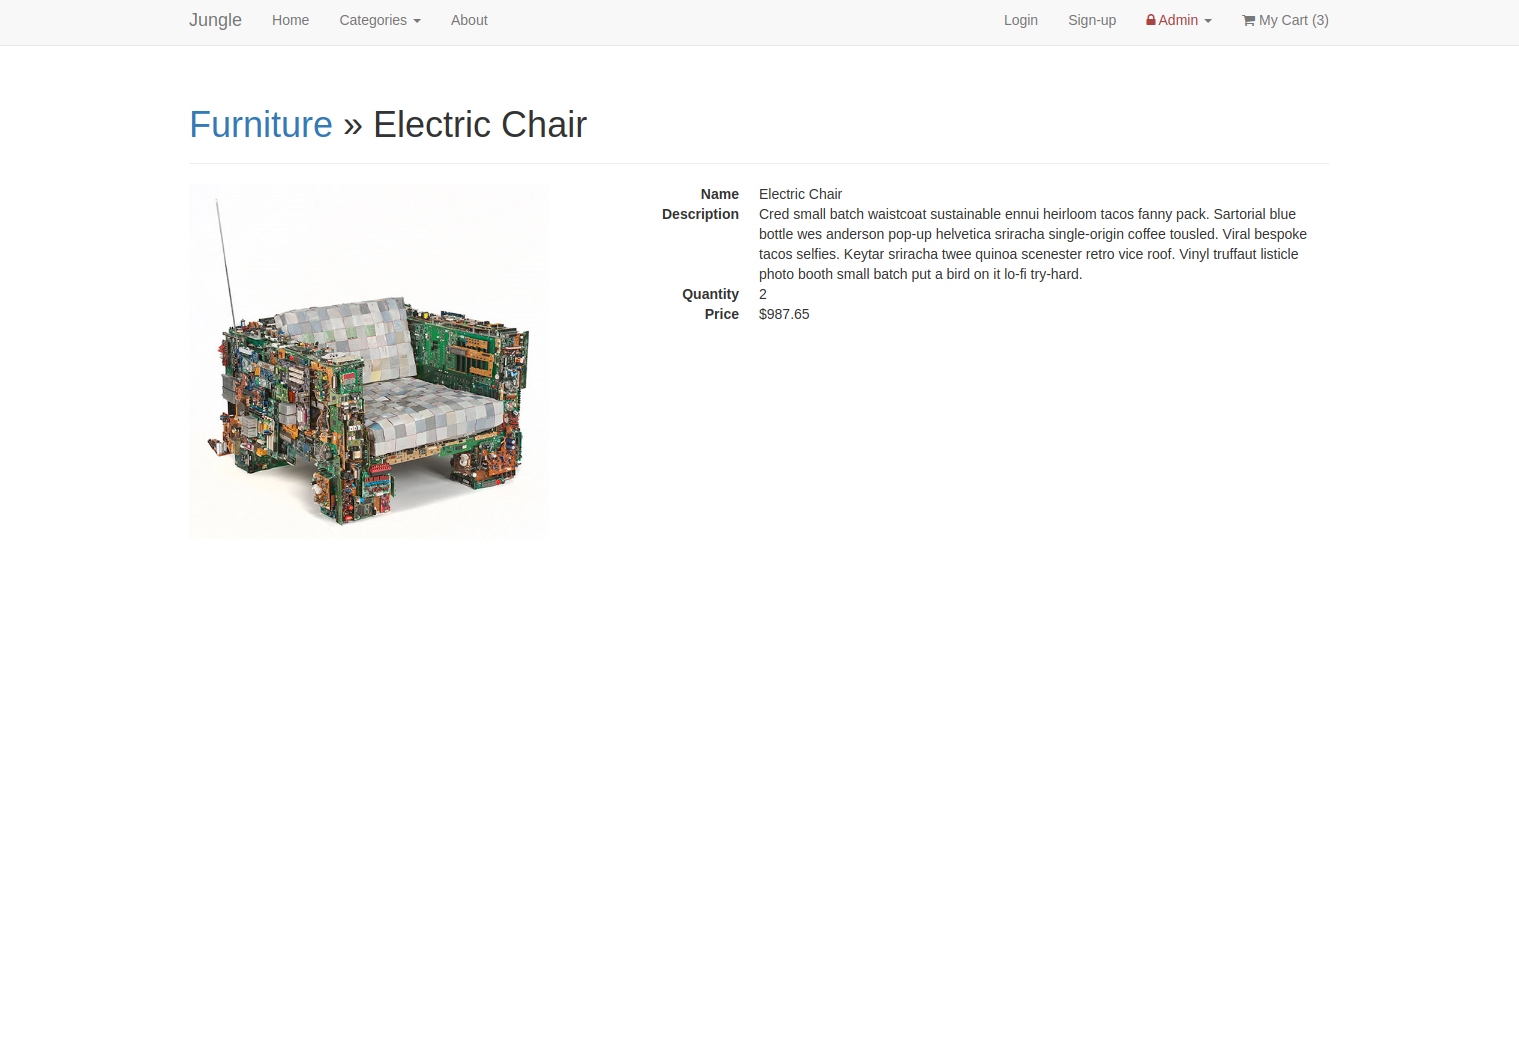 Jungle Home Categories About Login Sign-up Admin My Cart (3)
Furniture » Electric Chair
Name Electric Chair
Description Cred small batch waistcoat sustainable ennui heirloom tacos fanny pack. Sartorial blue
bottle wes anderson pop-up helvetica sriracha single-origin coffee tousled. Viral bespoke
tacos selfies. Keytar sriracha twee quinoa scenester retro vice roof. Vinyl truffaut listicle
photo booth small batch put a bird on it lo-fi try-hard.
Quantity 2
Price $987.65